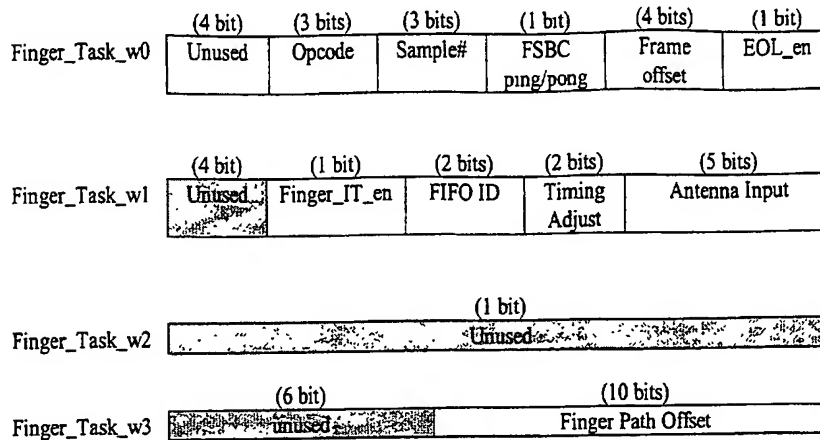 (4 bit) (3 bits) (3 bits) (1 bit) (4 bits) (1 bit)
Finger_Task_w0 Unused Opcode Sample# FSBC Frame EOL_en
ping/pong offset
(4 bit) (1 bit) (2 bits) (2 bits) (5 bits)
Finger_Task_w1 Unused Finger_IT_en FIFO ID Timing Antenna Input
Adjust
(1 bit)
Finger_Task_w2 Unused
(6 bit) (10 bits)
Finger_Task_w3 unused Finger Path Offset